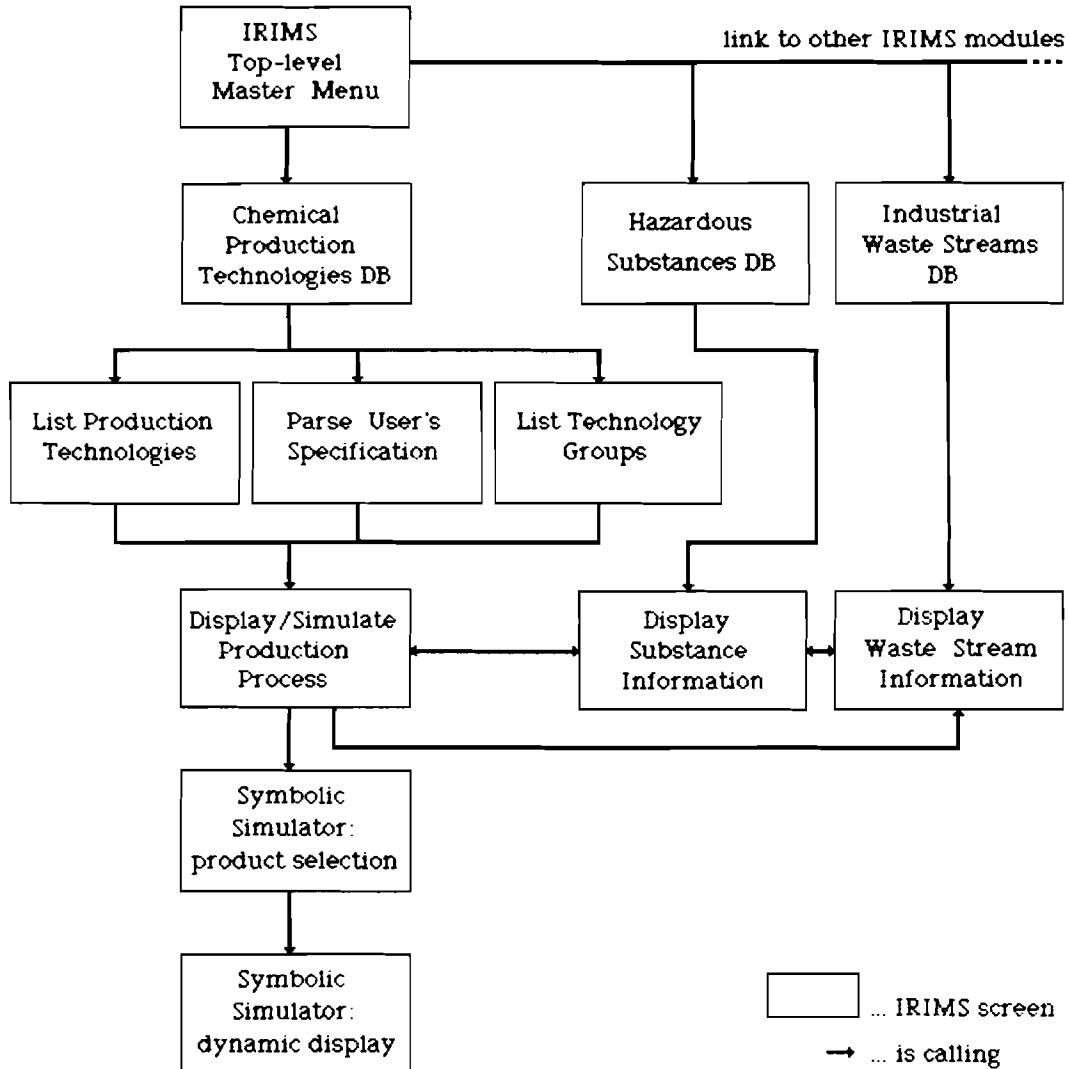 IRIMS
Top-level
Master Menu
link to other IRIMS modules
Chemical
Production
Technologies DB
Hazardous
Substances DB
Industrial
Waste Streams
DB
List Production
Technologies
Parse User's
Specification
List Technology
Groups
Display/Simulate
Production
Process
Display
Substance
Information
Display
Waste Stream
Information
Symbolic
Simulator:
product selection
Symbolic
Simulator:
dynamic display
... IRIMS screen
... is calling